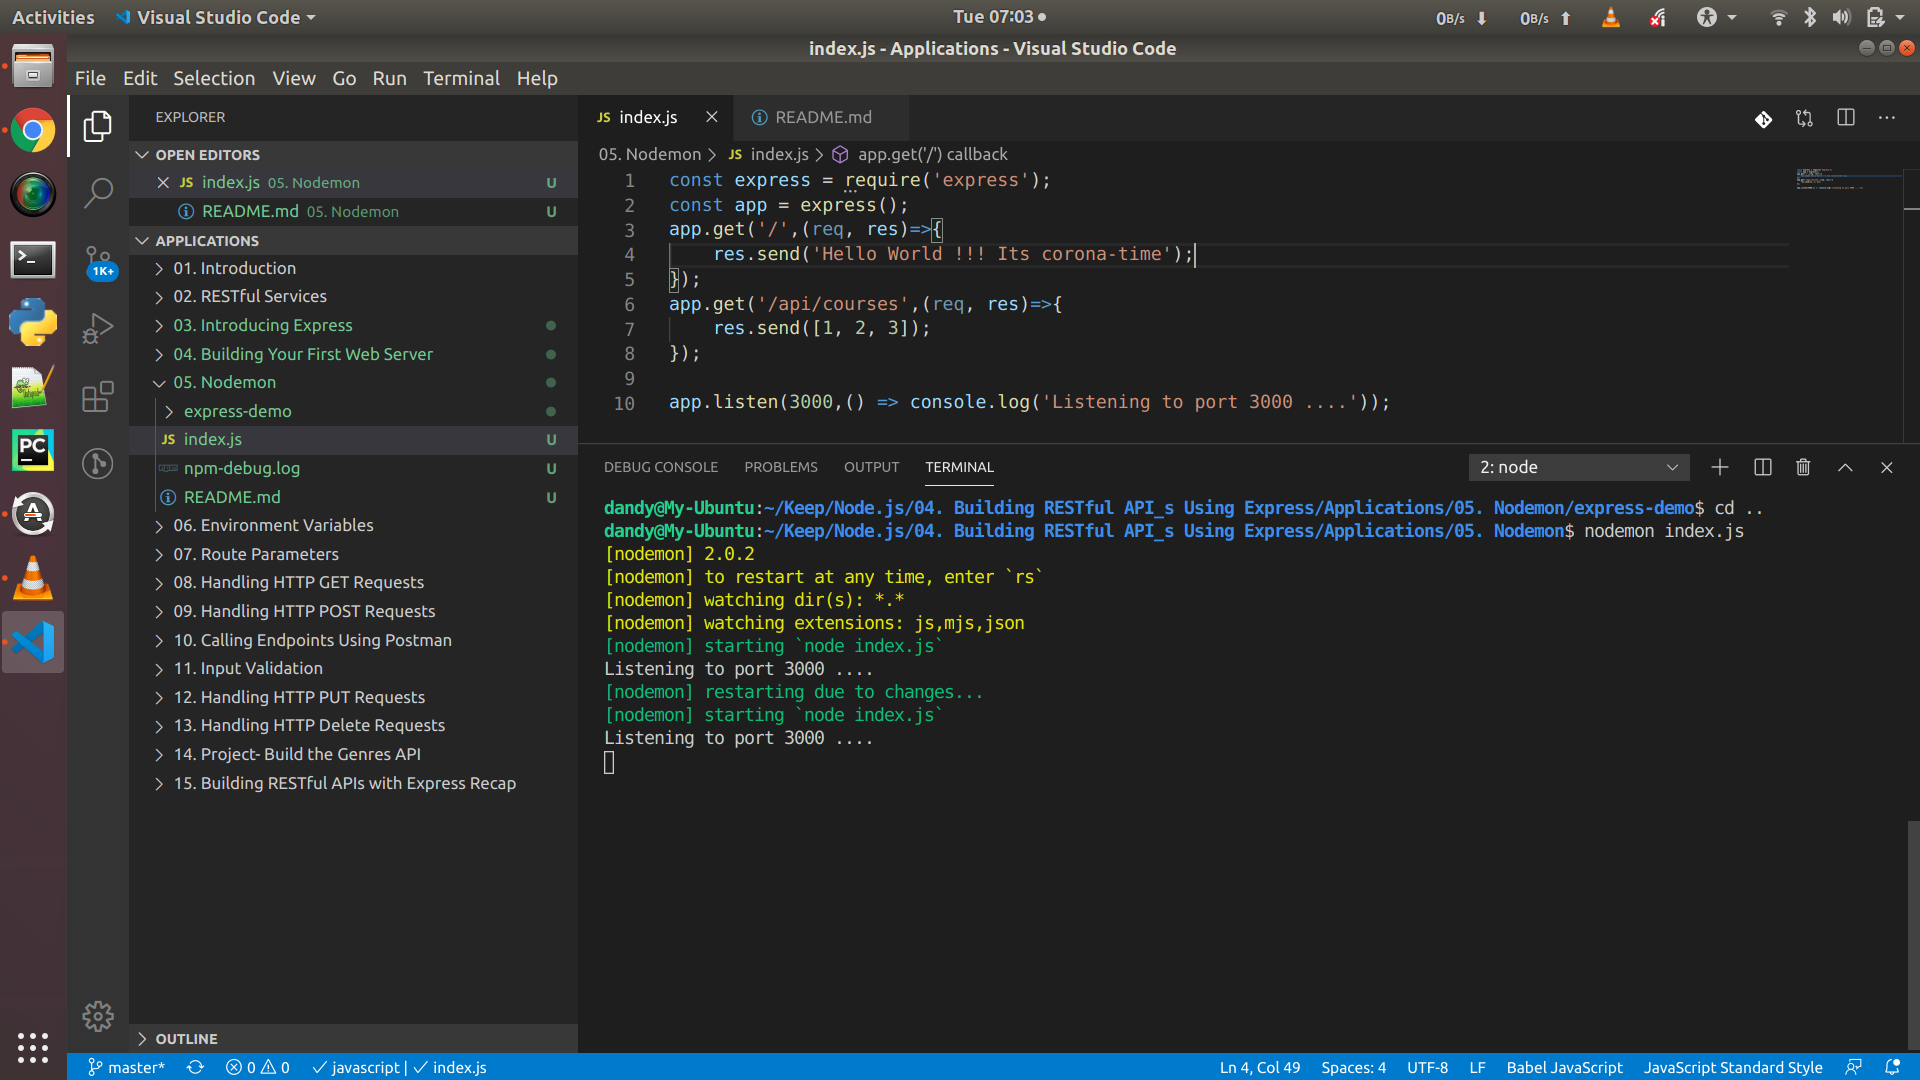 Activities
Visual Studio Code
Tue 07:03
0B/s
0B/s
index.js - Applications - Visual Studio Code
File Edit Selection View Go Run Terminal Help
EXPLORER
OPEN EDITORS
index.js 05. Nodemon U
README.md 05. Nodemon U
APPLICATIONS
01. Introduction
02. RESTful Services
03. Introducing Express
04. Building Your First Web Server
05. Nodemon
express-demo
JS index.js U
npm-debug.log U
README.md U
06. Environment Variables
07. Route Parameters
08. Handling HTTP GET Requests
09. Handling HTTP POST Requests
10. Calling Endpoints Using Postman
11. Input Validation
12. Handling HTTP PUT Requests
13. Handling HTTP Delete Requests
14. Project- Build the Genres API
15. Building RESTful APIs with Express Recap
OUTLINE
1K+
PC
JS index.js
README.md
05. Nodemon > JS index.js > app.get('/') callback
1 const express = require('express');
2 const app = express();
3 app.get('/',(req, res)=>{
4 res.send('Hello World !!! Its corona-time');
5 });
6 app.get('/api/courses',(req, res)=>{
7 res.send([1, 2, 3]);
8 });
9
10 app.listen(3000,() => console.log('Listening to port 3000 ....'));
DEBUG CONSOLE PROBLEMS OUTPUT TERMINAL
2: node
dandy@My-Ubuntu:~/Keep/Node.js/04. Building RESTful API_s Using Express/Applications/05. Nodemon/express-demo$ cd ..
dandy@My-Ubuntu:~/Keep/Node.js/04. Building RESTful API_s Using Express/Applications/05. Nodemon$ nodemon index.js
[nodemon] 2.0.2
[nodemon] to restart at any time, enter `rs`
[nodemon] watching dir(s): *.*
[nodemon] watching extensions: js,mjs,json
[nodemon] starting `node index.js`
Listening to port 3000 ....
[nodemon] restarting due to changes...
[nodemon] starting `node index.js`
Listening to port 3000 ....
master*
0 0
javascript | index.js
Ln 4, Col 49
Spaces: 4
UTF-8
LF
Babel JavaScript
JavaScript Standard Style